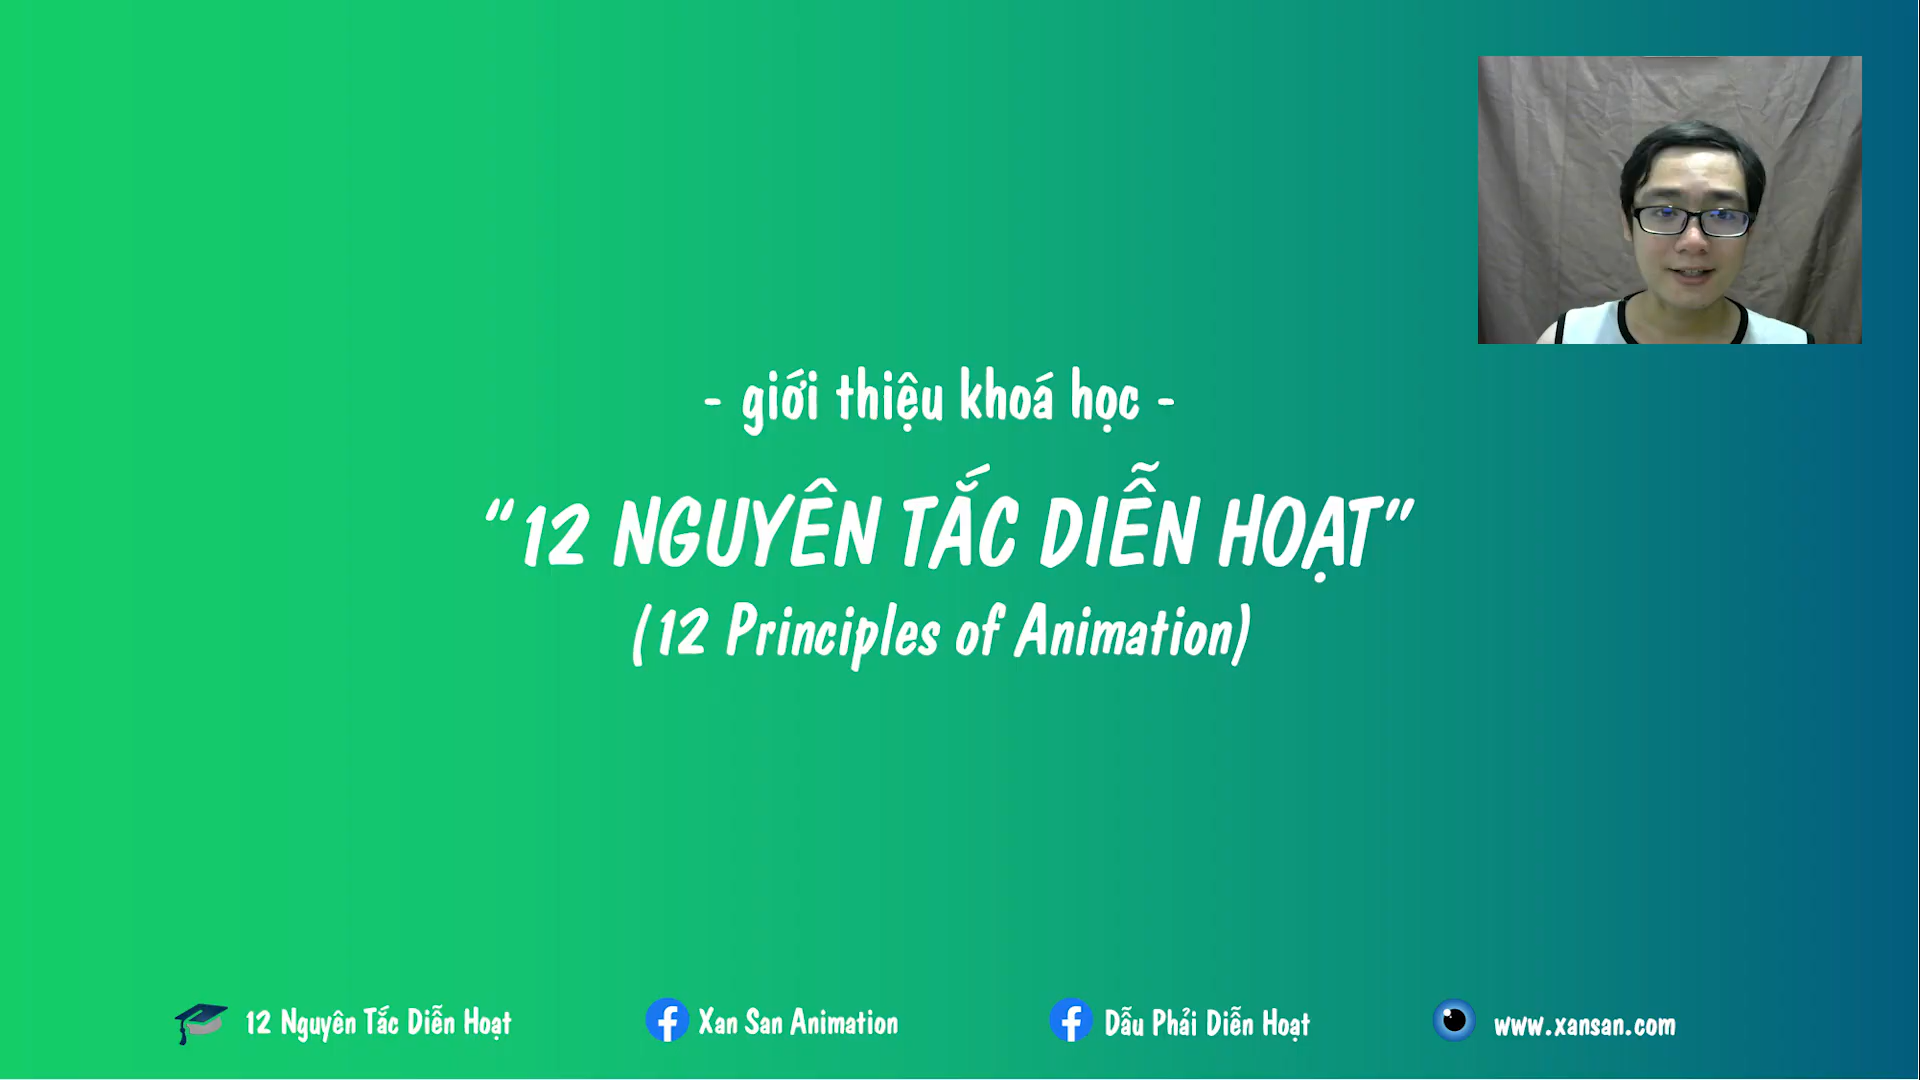 - giới thiệu khoá học -
“12 NGUYÊN TẮC DIỄN HOẠT”
(12 Principles of Animation)
12 Nguyên Tắc Diễn Hoạt
Xan San Animation
Dẫu Phải Diễn Hoạt
www.xansan.com